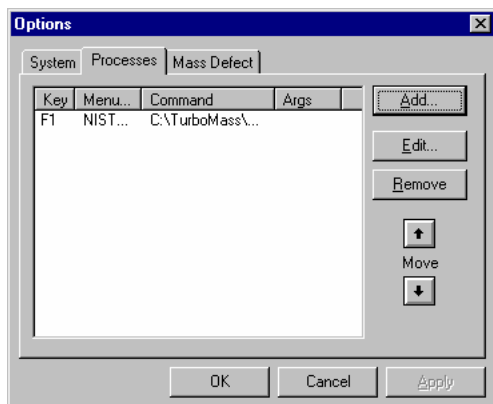 Options
System Processes Mass Defect
Key Menu... Command Args
F1 NIST... C:\TurboMass\...
Add...
Edit...
Remove
Move
OK Cancel Apply